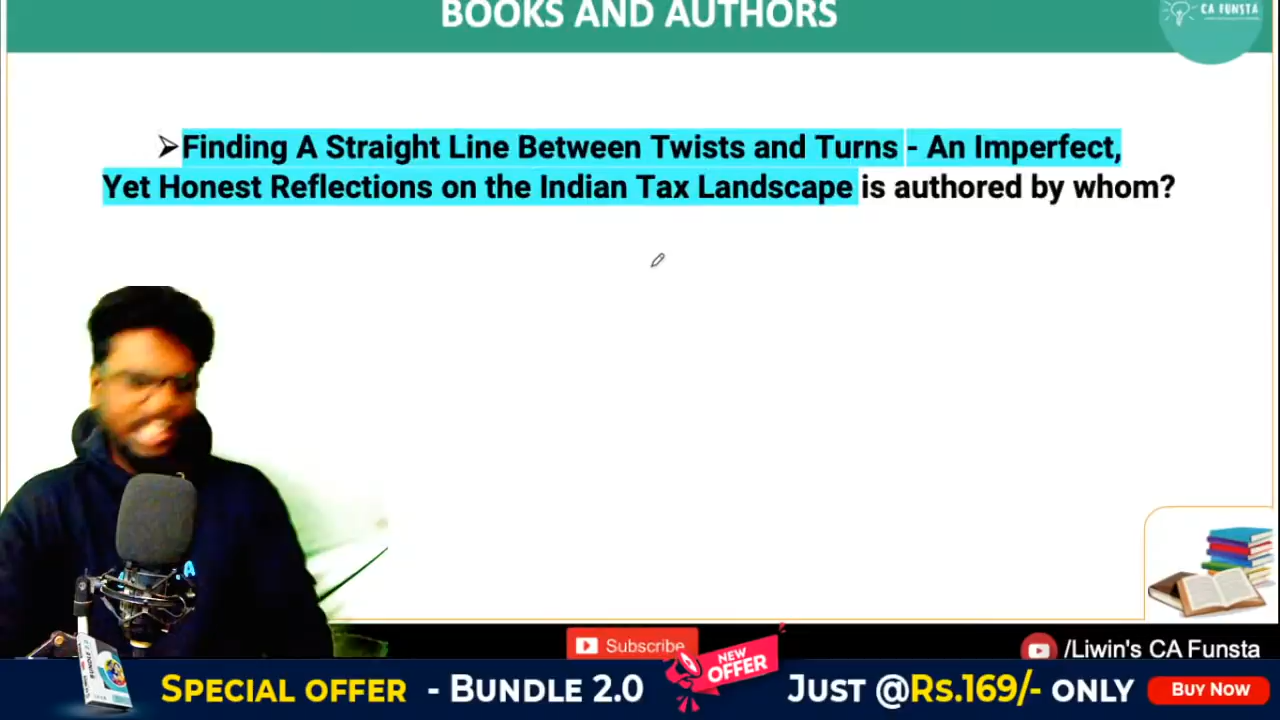 BOOKS AND AUTHORS
CA FUNSTA
➢Finding A Straight Line Between Twists and Turns - An Imperfect,
Yet Honest Reflections on the Indian Tax Landscape is authored by whom?
Subscribe
/Liwin's CA Funsta
NEW
OFFER
SPECIAL OFFER - BUNDLE 2.0
JUST @Rs.169/- ONLY
BUY NOW